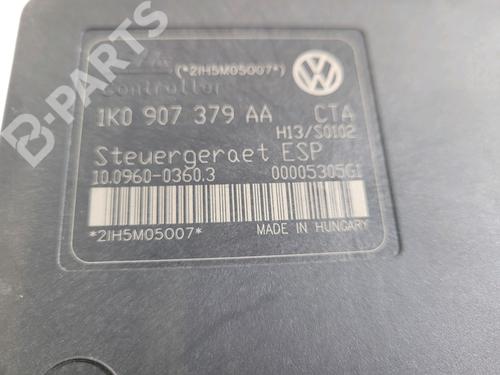 B-PARTS
(*2IH5M05007*)
Controller
1K0 907 379 AA CTA
H13/S0102
Steuergeraet ESP
10.0960-0360.3 00005305G1
*2IH5M05007*
MADE IN HUNGARY